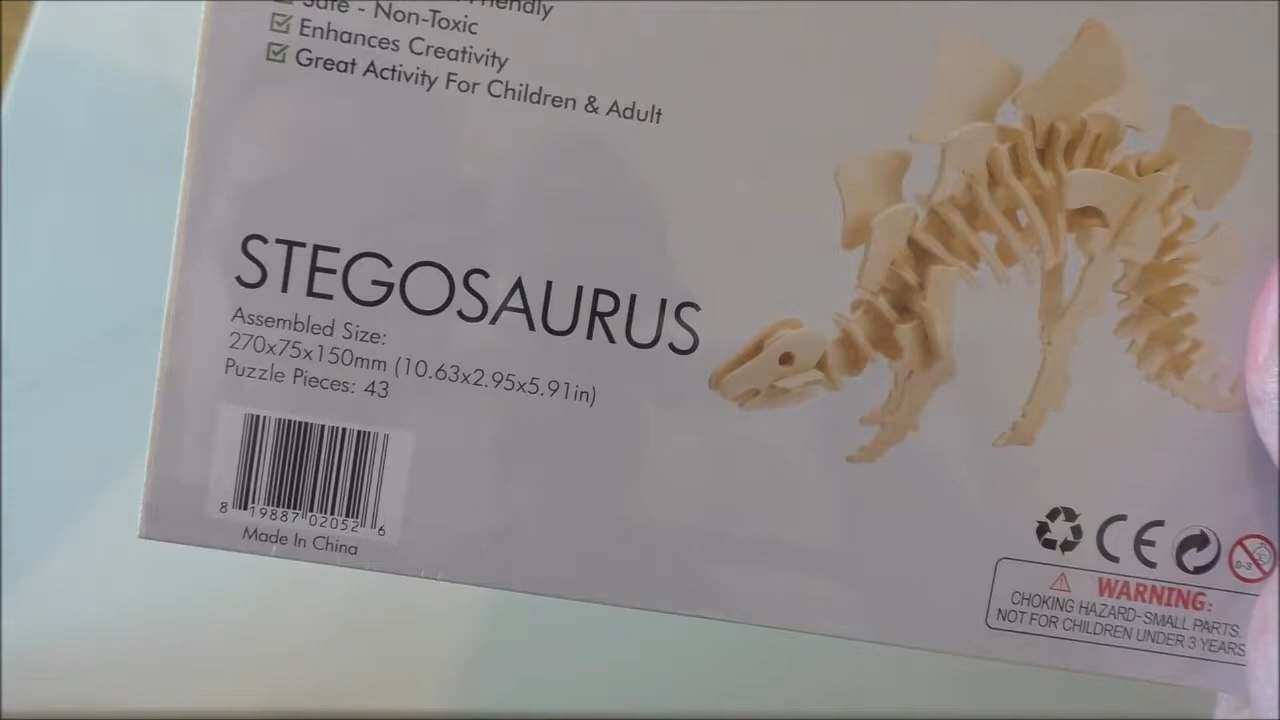 Safe - Non-Toxic
Enhances Creativity
Great Activity For Children & Adult
STEGOSAURUS
Assembled Size:
270x75x150mm (10.63x2.95x5.91in)
Puzzle Pieces: 43
8 19887 02052 6
Made In China
CE
0-3
WARNING:
CHOKING HAZARD-SMALL PARTS.
NOT FOR CHILDREN UNDER 3 YEARS